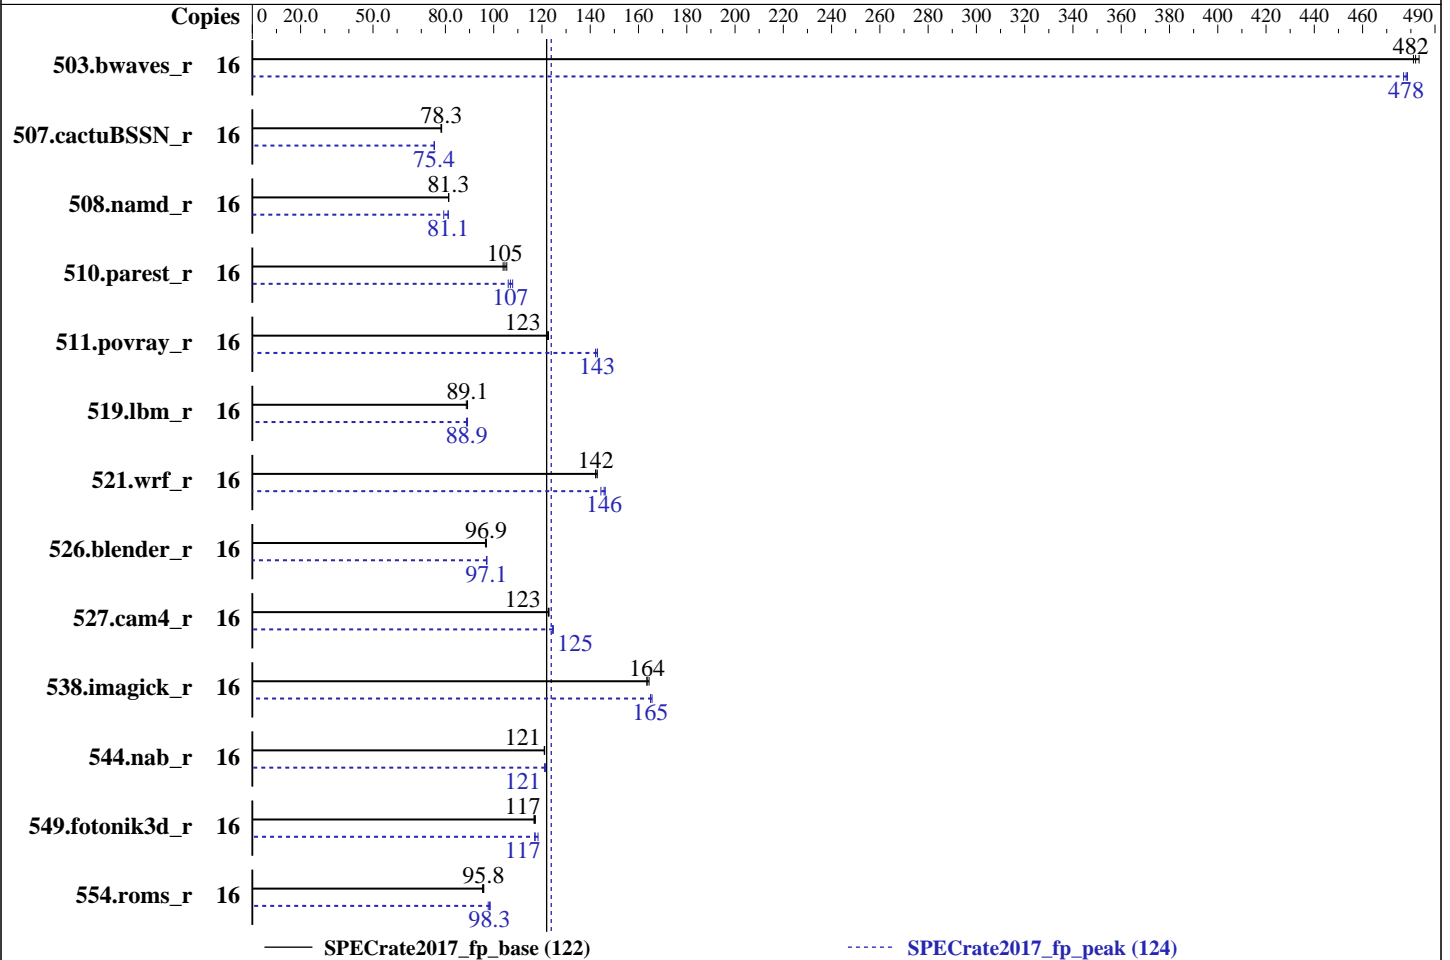 Copies 0 20.0 50.0 80.0 100 120 140 160 180 200 220 240 260 280 300 320 340 360 380 400 420 440 460 490
482
503.bwaves_r 16
478
78.3
507.cactuBSSN_r 16
75.4
81.3
508.namd_r 16
81.1
105
510.parest_r 16
107
123
511.povray_r 16
143
89.1
519.lbm_r 16
88.9
142
521.wrf_r 16
146
96.9
526.blender_r 16
97.1
123
527.cam4_r 16
125
164
538.imagick_r 16
165
121
544.nab_r 16
121
117
549.fotonik3d_r 16
117
95.8
554.roms_r 16
98.3
SPECrate2017_fp_base (122) SPECrate2017_fp_peak (124)